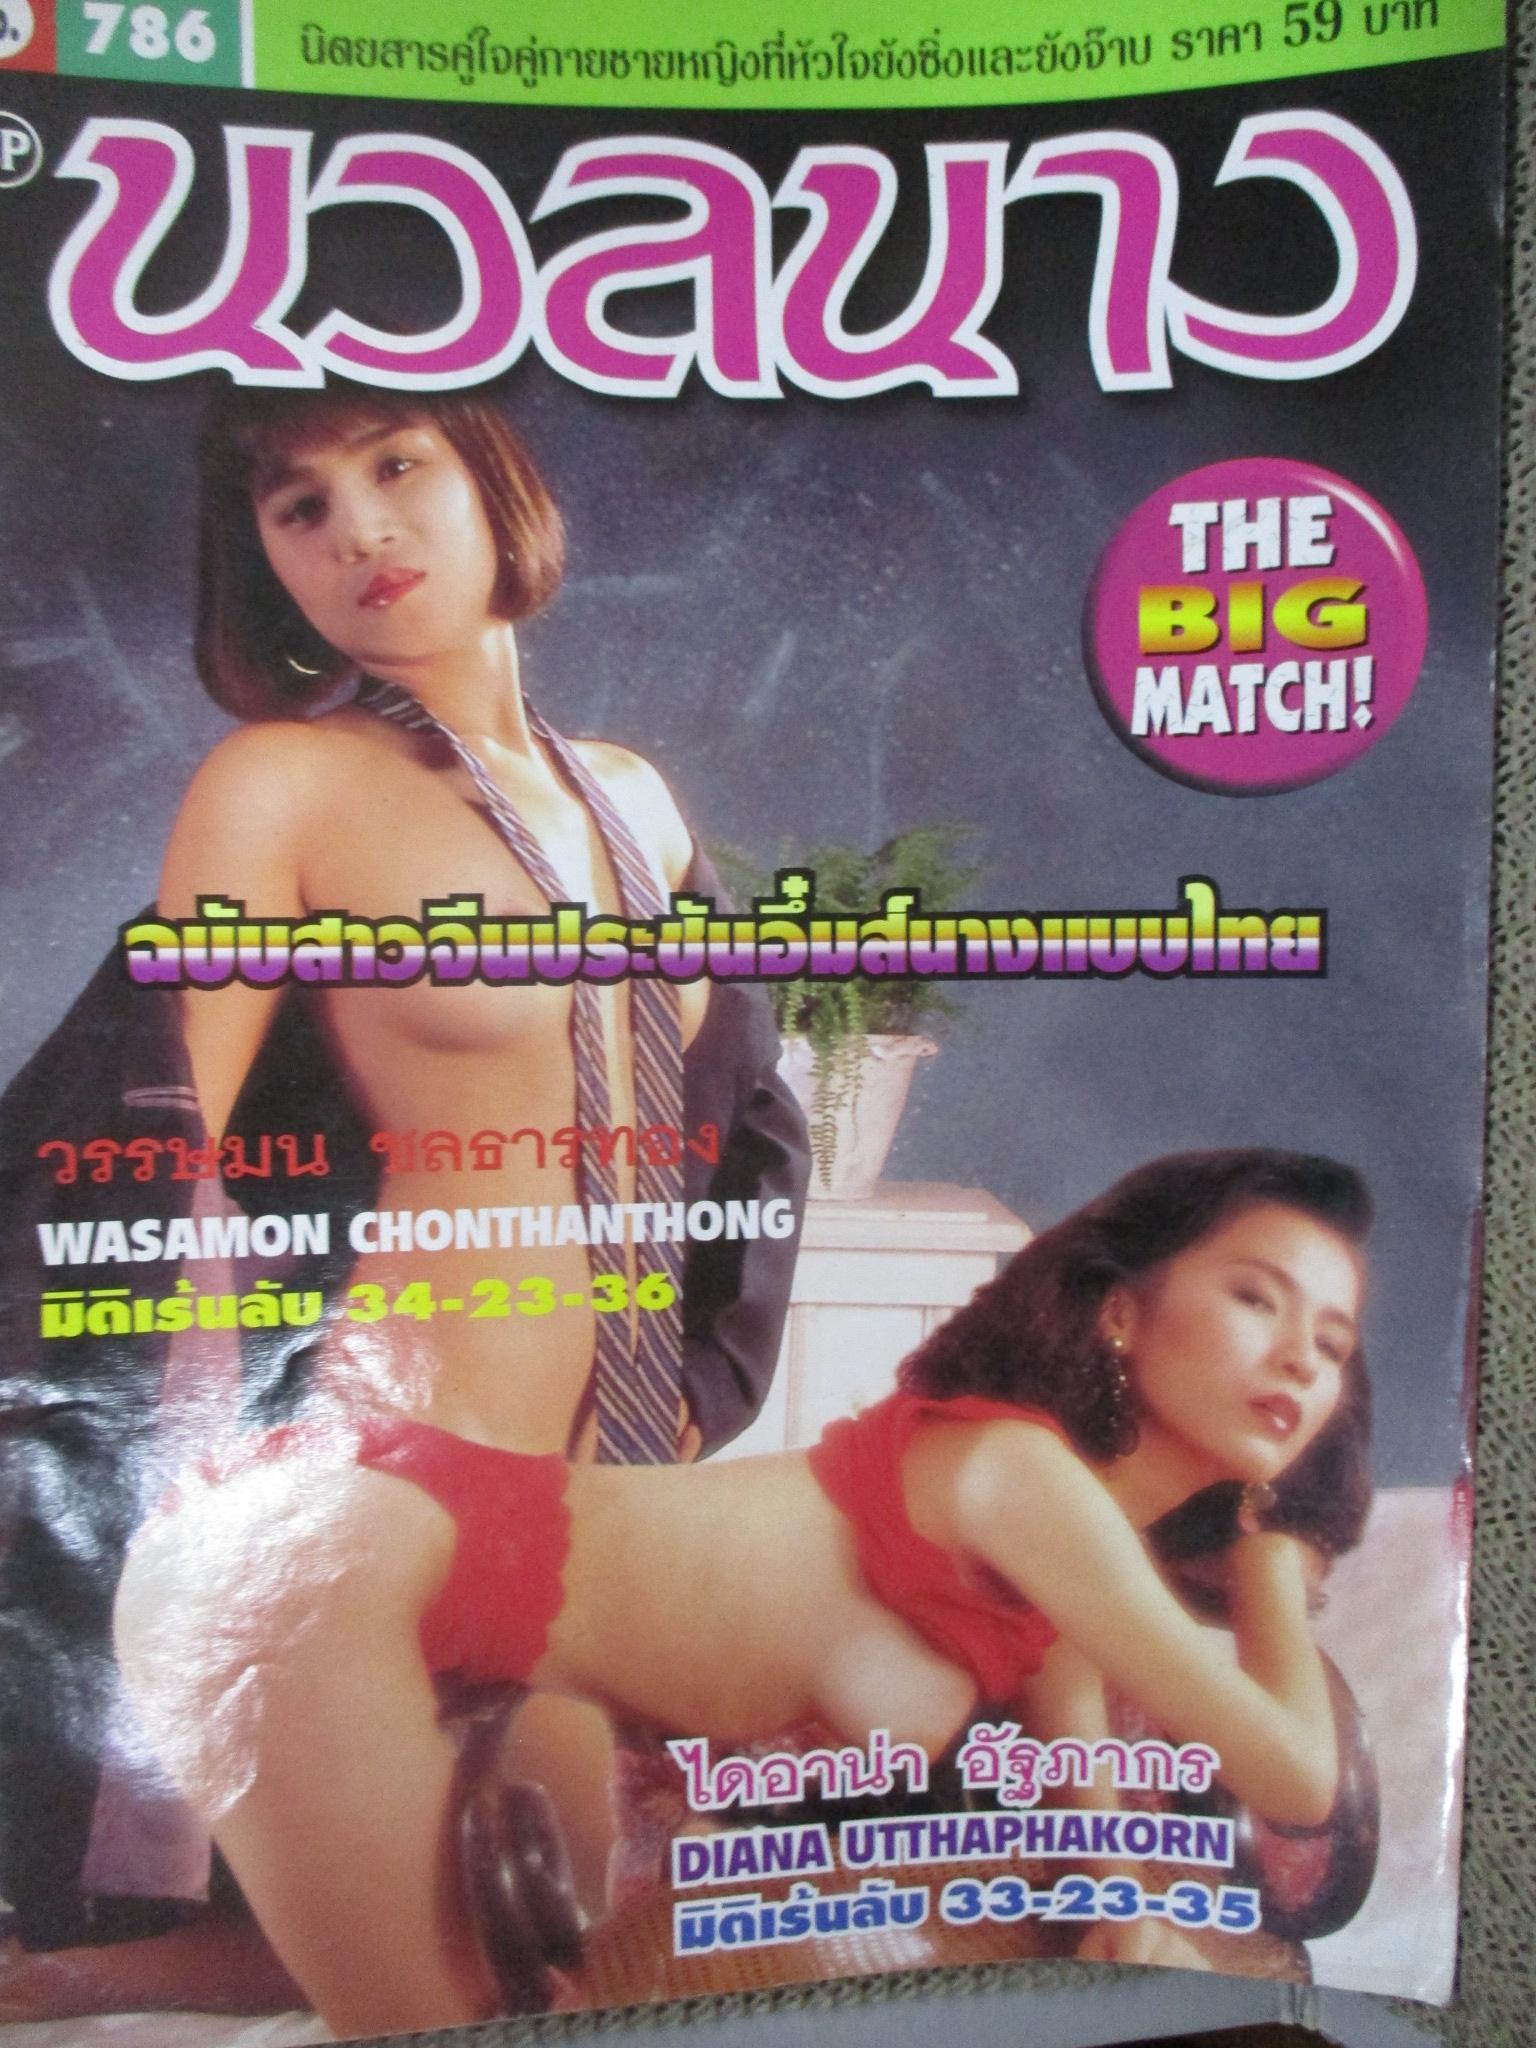 786
นิตยสารคู่ใจคู่กายชายหญิงที่หัวใจยังซิ่งและยังจ๊าบ ราคา 59 บาท
นวลนาง
THE
BIG
MATCH!
ฉบับสาวจีนประชันอึ๋มส์นางแบบไทย
วรรษมน ชลธารทอง
WASAMON CHONTHANTHONG
มิติเร้นลับ 34-23-36
ไดอาน่า อัฐภากร
DIANA UTTHAPHAKORN
มิติเร้นลับ 33-23-35